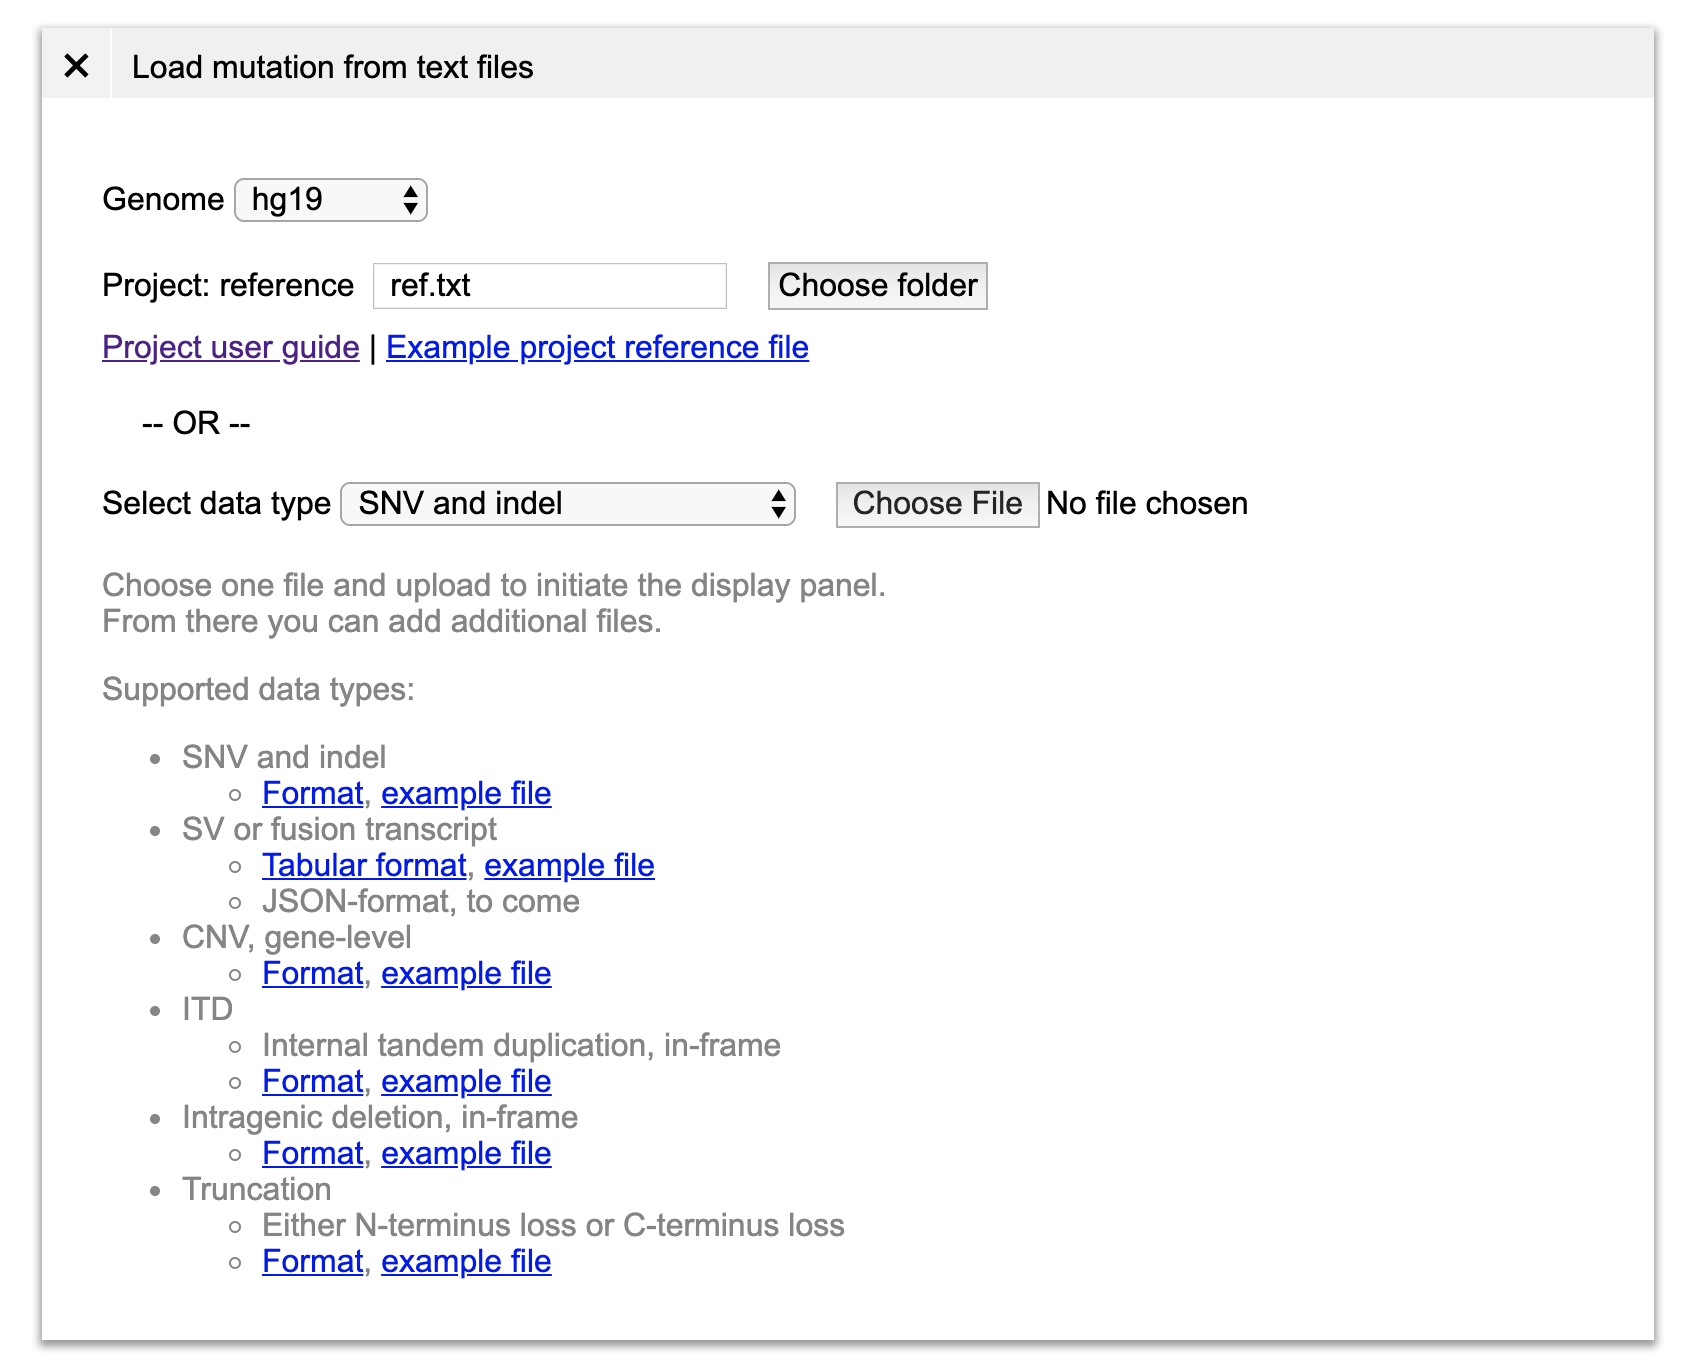 Load mutation from text files
Genome hg19
Project: reference ref.txt Choose folder
Project user guide | Example project reference file
-- OR --
Select data type SNV and indel Choose File No file chosen
Choose one file and upload to initiate the display panel.
From there you can add additional files.
Supported data types:
SNV and indel
Format, example file
SV or fusion transcript
Tabular format, example file
JSON-format, to come
CNV, gene-level
Format, example file
ITD
Internal tandem duplication, in-frame
Format, example file
Intragenic deletion, in-frame
Format, example file
Truncation
Either N-terminus loss or C-terminus loss
Format, example file